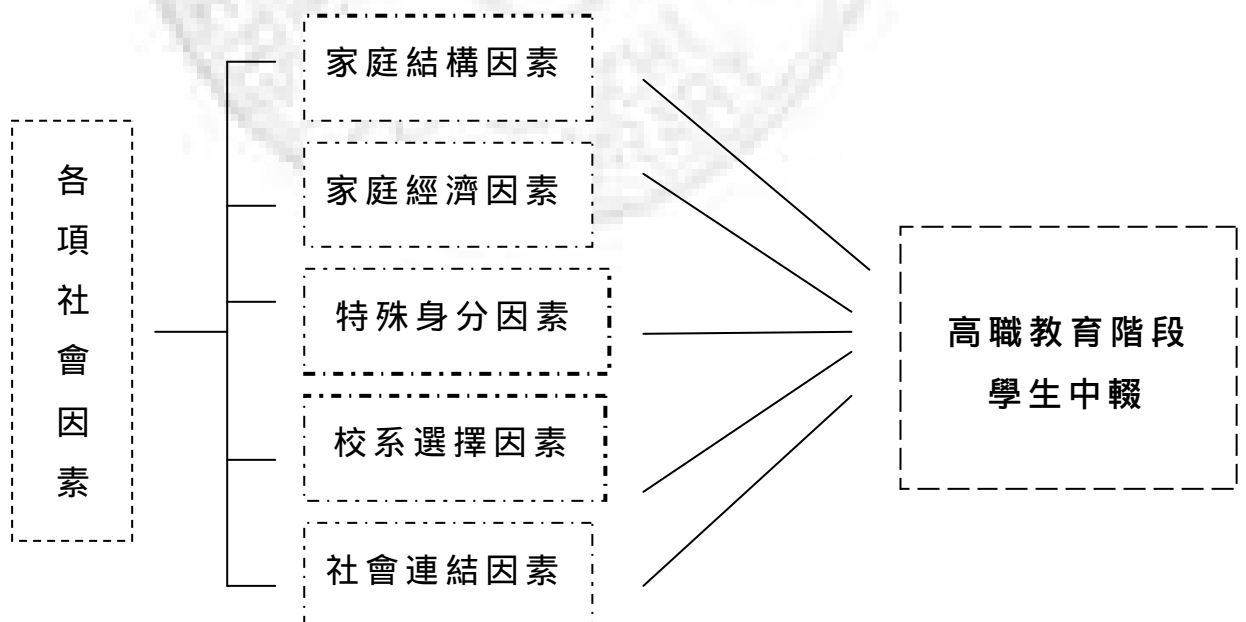 各項社會因素
家庭結構因素
家庭經濟因素
特殊身分因素
校系選擇因素
社會連結因素
高職教育階段
學生中輟